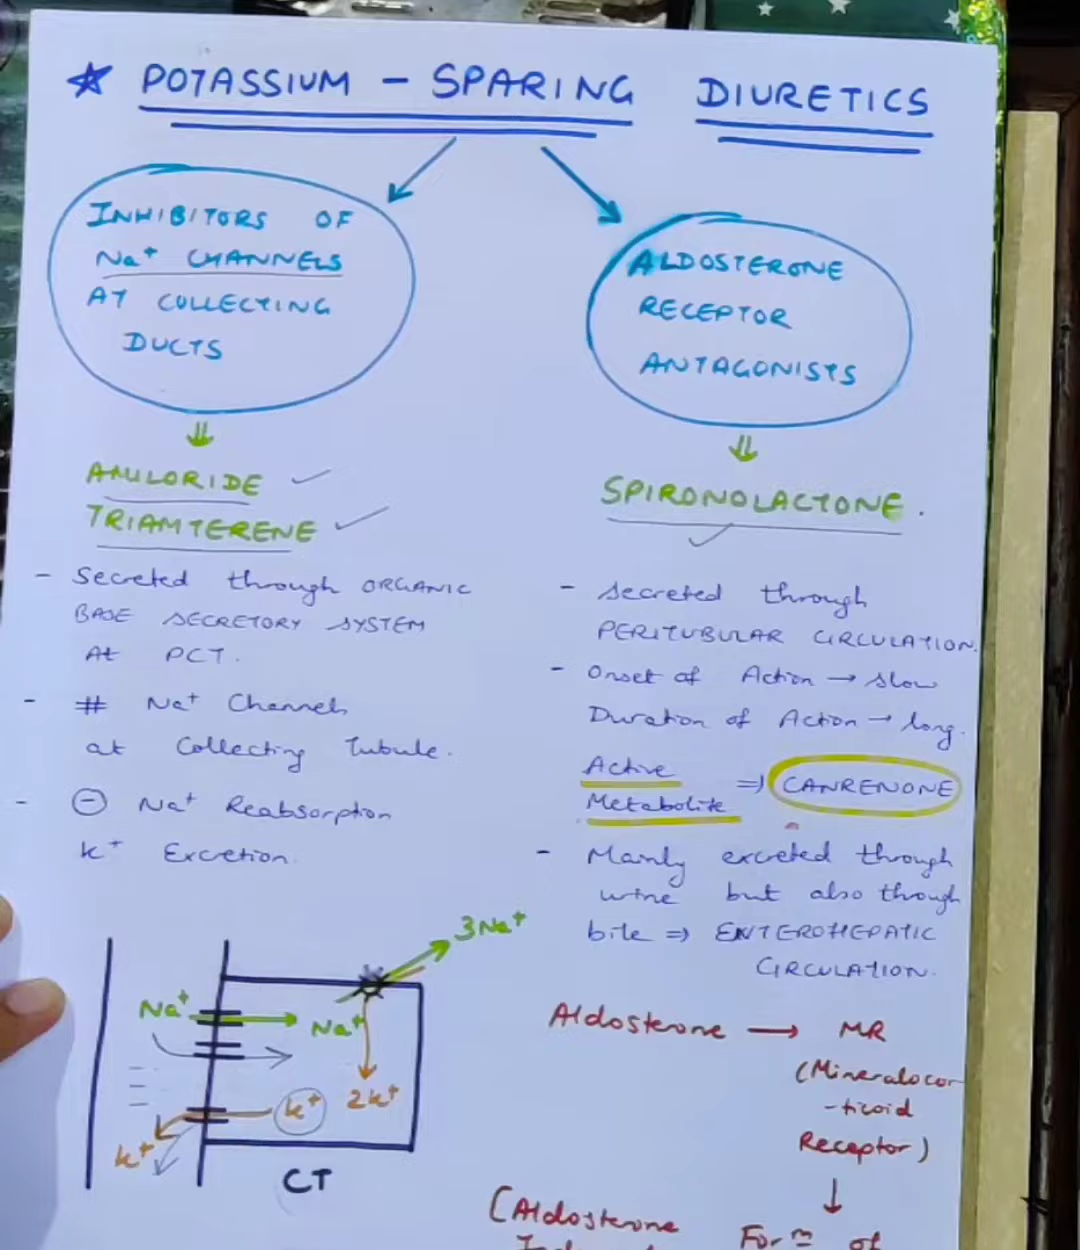 ☆ POTASSIUM - SPARING DIURETICS
INHIBITORS OF
Na+ CHANNELS
AT COLLECTING
DUCTS
AMILORIDE
TRIAMTERENE
- Secreted through ORGANIC
BASE SECRETORY SYSTEM
At PCT.
- # Na+ Channels
at Collecting Tubule.
- ⊖ Na+ Reabsorption
K+ Excretion.
Na+
Na+
3Na+
2K+
K+
K+
CT
ALDOSTERONE
RECEPTOR
ANTAGONISTS
SPIRONOLACTONE.
- Secreted through
PERITUBULAR CIRCULATION.
- Onset of Action → slow
Duration of Action → long.
Active
Metabolite ⇒ CANRENONE
- Mainly excreted through
urine but also through
bile ⇒ ENTEROHEPATIC
CIRCULATION.
Aldosterone → MR
(Mineralocor
-ticoid
Receptor)
↓
(Aldosterone
Form of